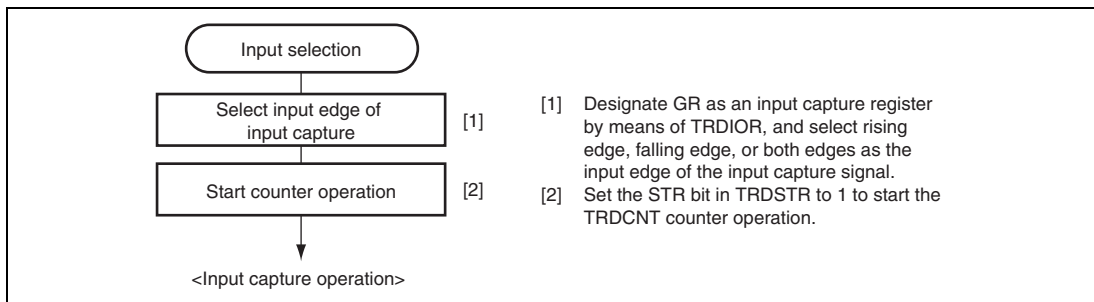 Input selection
Select input edge of
input capture
[1]
Start counter operation
[2]
<Input capture operation>
[1] Designate GR as an input capture register
by means of TRDIOR, and select rising
edge, falling edge, or both edges as the
input edge of the input capture signal.
[2] Set the STR bit in TRDSTR to 1 to start the
TRDCNT counter operation.